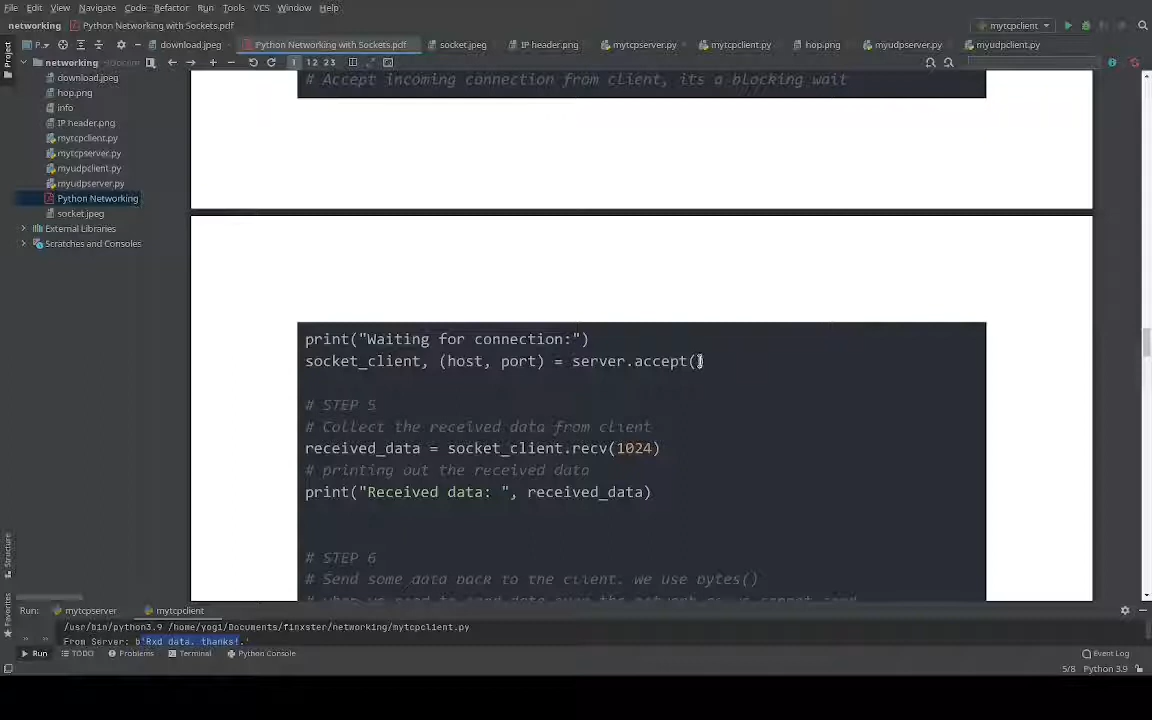 File Edit View Navigate Code Refactor Run Tools VCS Window Help
networking Python Networking with Sockets.pdf mytcpclient
Project P... download.jpeg Python Networking with Sockets.pdf socket.jpeg IP header.png mytcpserver.py mytcpclient.py hop.png myudpserver.py myudpclient.py
networking
download.jpeg
hop.png
info
IP header.png
mytcpclient.py
mytcpserver.py
myudpclient.py
myudpserver.py
Python Networking
socket.jpeg
External Libraries
Scratches and Consoles
# Accept incoming connection from client, its a blocking wait
print("Waiting for connection:")
socket_client, (host, port) = server.accept()
# STEP 5
# Collect the received data from client
received_data = socket_client.recv(1024)
# printing out the received data
print("Received data: ", received_data)
# STEP 6
# Send some data back to the client. We use bytes()
Structure
Favorites
Run: mytcpserver mytcpclient
/usr/bin/python3.9 /home/yogi/Documents/finxster/networking/mytcpclient.py
From Server: b'Rxd data. thanks!.'
Run TODO Problems Terminal Python Console Event Log
5/8 Python 3.9